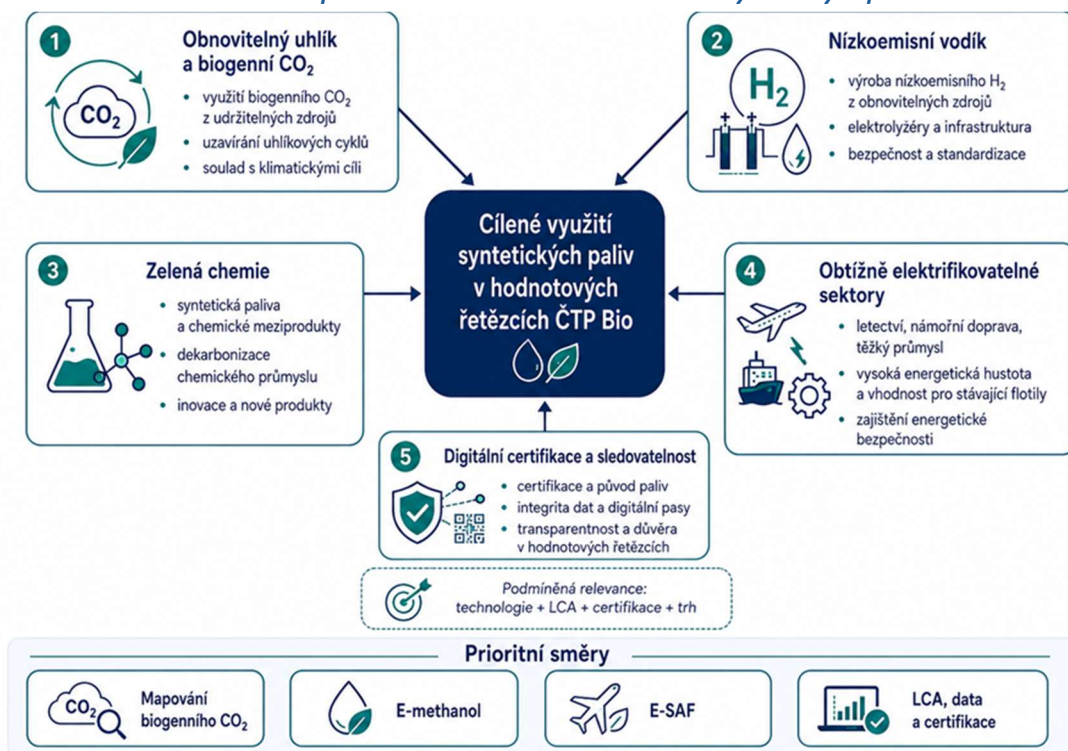 1
Obnovitelný uhlík
a biogenní CO₂
CO₂
• využití biogenního CO₂
z udržitelných zdrojů
• uzavírání uhlíkových cyklů
• soulad s klimatickými cíli
2
Nízkoemisní vodík
H₂
• výroba nízkoemisního H₂
z obnovitelných zdrojů
• elektrolyzéry a infrastruktura
• bezpečnost a standardizace
Cílené využití
syntetických paliv
v hodnotových
řetězcích ČTP Bio
3
Zelená chemie
• syntetická paliva
a chemické meziprodukty
• dekarbonizace
chemického průmyslu
• inovace a nové produkty
4
Obtížně elektrifikovatelné
sektory
• letectví, námořní doprava,
těžký průmysl
• vysoká energetická hustota
a vhodnost pro stávající flotily
• zajištění energetické
bezpečnosti
5
Digitální certifikace a sledovatelnost
• certifikace a původ paliv
• integrita dat a digitální pasy
• transparentnost a důvěra
v hodnotových řetězcích
Podmíněná relevance:
technologie + LCA + certifikace + trh
Prioritní směry
CO₂
Mapování
biogenního CO₂
E-methanol
E-SAF
LCA, data
a certifikace